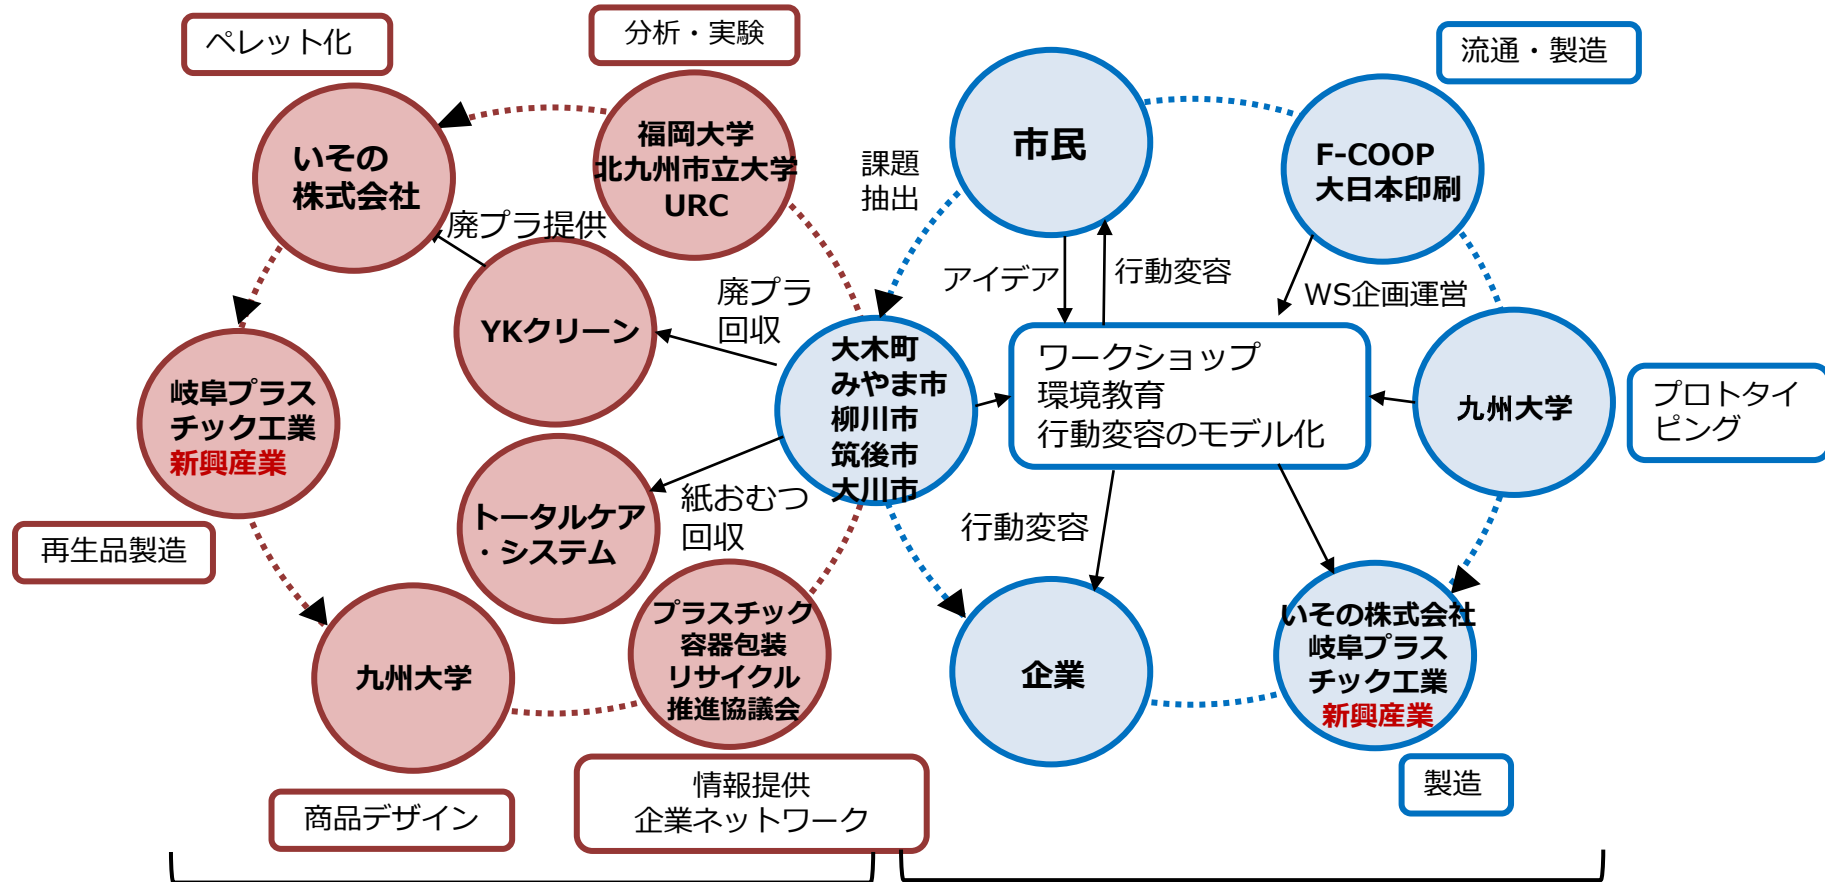 ペレット化
分析・実験
流通・製造
いその
株式会社
福岡大学
北九州市立大学
URC
市民
F-COOP
大日本印刷
課題
抽出
廃プラ提供
アイデア
行動変容
WS企画運営
廃プラ
回収
YKクリーン
大木町
みやま市
柳川市
筑後市
大川市
ワークショップ
環境教育
行動変容のモデル化
九州大学
プロトタイ
ピング
岐阜プラス
チック工業
新興産業
再生品製造
トータルケア
・システム
紙おむつ
回収
行動変容
九州大学
プラスチック
容器包装
リサイクル
推進協議会
企業
いその株式会社
岐阜プラス
チック工業
新興産業
商品デザイン
情報提供
企業ネットワーク
製造